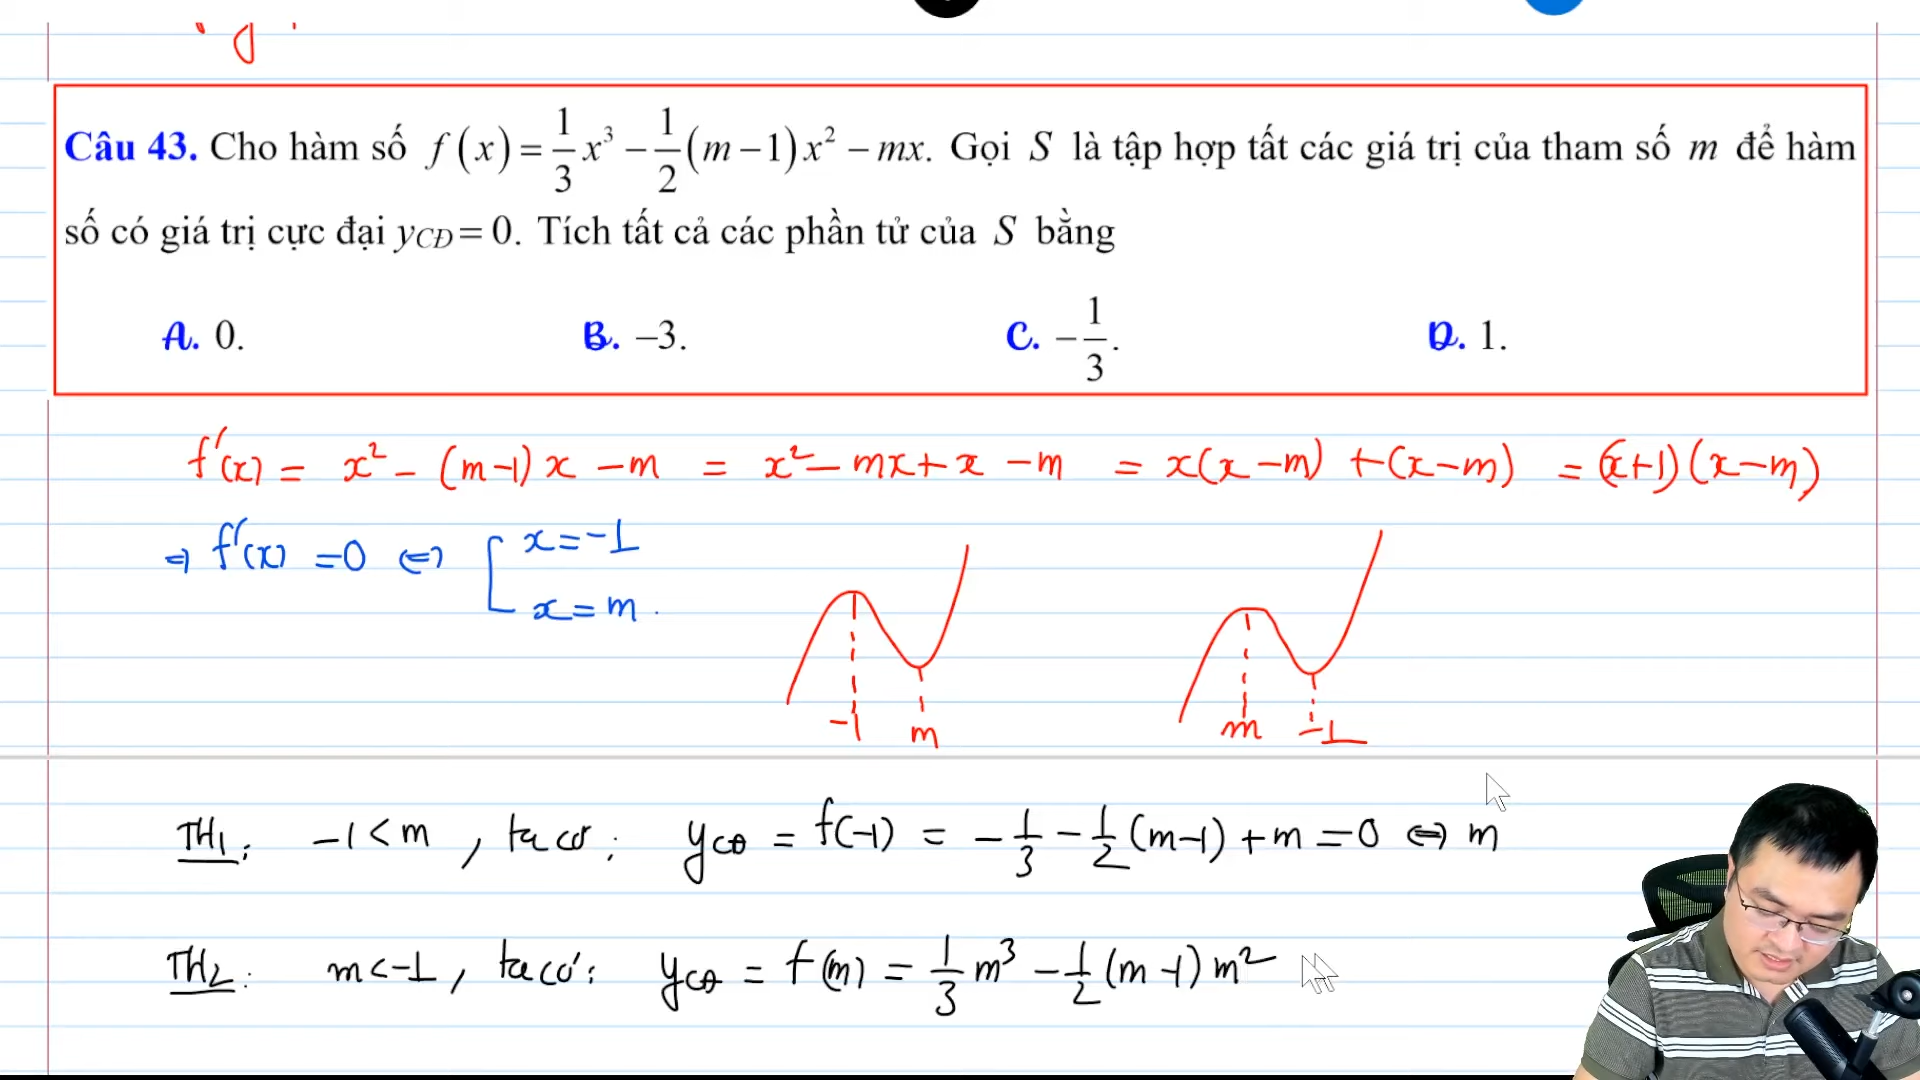 Câu 43. Cho hàm số f(x) = 1/3 x³ − 1/2 (m−1)x² − mx. Gọi S là tập hợp tất các giá trị của tham số m để hàm
số có giá trị cực đại yCĐ = 0. Tích tất cả các phần tử của S bằng
A. 0. B. –3. C. −1/3. D. 1.
f'(x) = x² − (m−1)x − m = x² − mx + x − m = x(x−m) + (x−m) = (x+1)(x−m)
⇒ f'(x) = 0 ⇔ [ x = −1
x = m.
−1 m m −1
TH1: −1 < m, ta có: yCĐ = f(−1) = −1/3 − 1/2 (m−1) + m = 0 ⇔ m
TH2: m < −1, ta có: yCĐ = f(m) = 1/3 m³ − 1/2 (m−1) m²